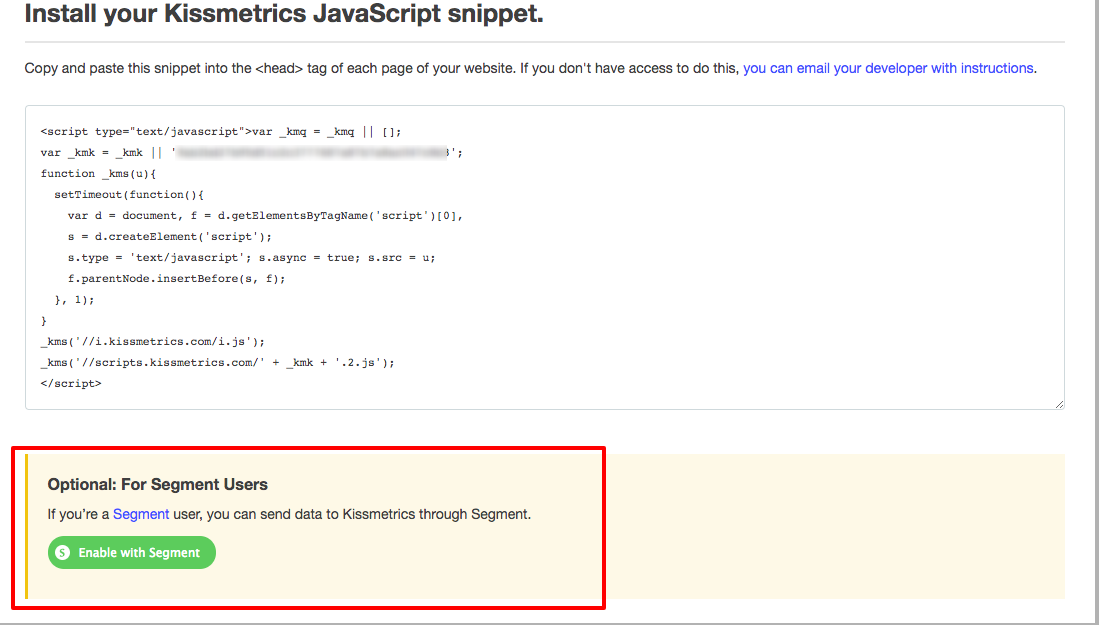 Install your Kissmetrics JavaScript snippet.
Copy and paste this snippet into the <head> tag of each page of your website. If you don't have access to do this, you can email your developer with instructions.
<script type="text/javascript">var _kmq = _kmq || [];
var _kmk = _kmk || '';
function _kms(u){
  setTimeout(function(){
    var d = document, f = d.getElementsByTagName('script')[0],
    s = d.createElement('script');
    s.type = 'text/javascript'; s.async = true; s.src = u;
    f.parentNode.insertBefore(s, f);
  }, 1);
}
_kms('//i.kissmetrics.com/i.js');
_kms('//scripts.kissmetrics.com/' + _kmk + '.2.js');
</script>
Optional: For Segment Users
If you're a Segment user, you can send data to Kissmetrics through Segment.
S Enable with Segment